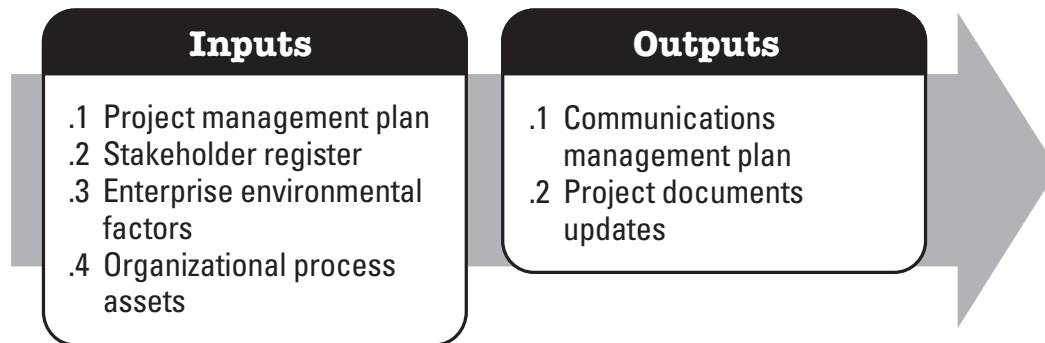 Inputs
.1 Project management plan
.2 Stakeholder register
.3 Enterprise environmental
factors
.4 Organizational process
assets
Outputs
.1 Communications
management plan
.2 Project documents
updates